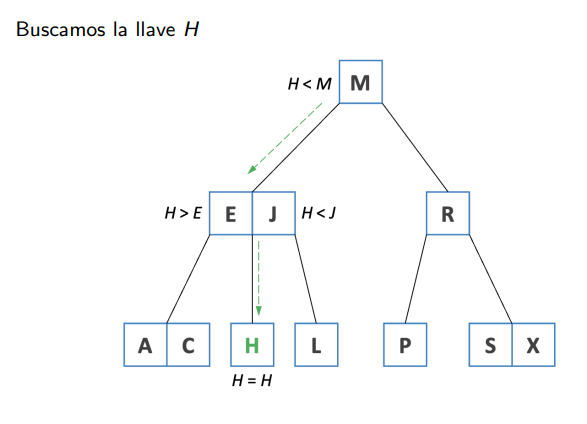 Buscamos la llave H
H < M M
H > E E J H < J R
A C H L P S X
H = H